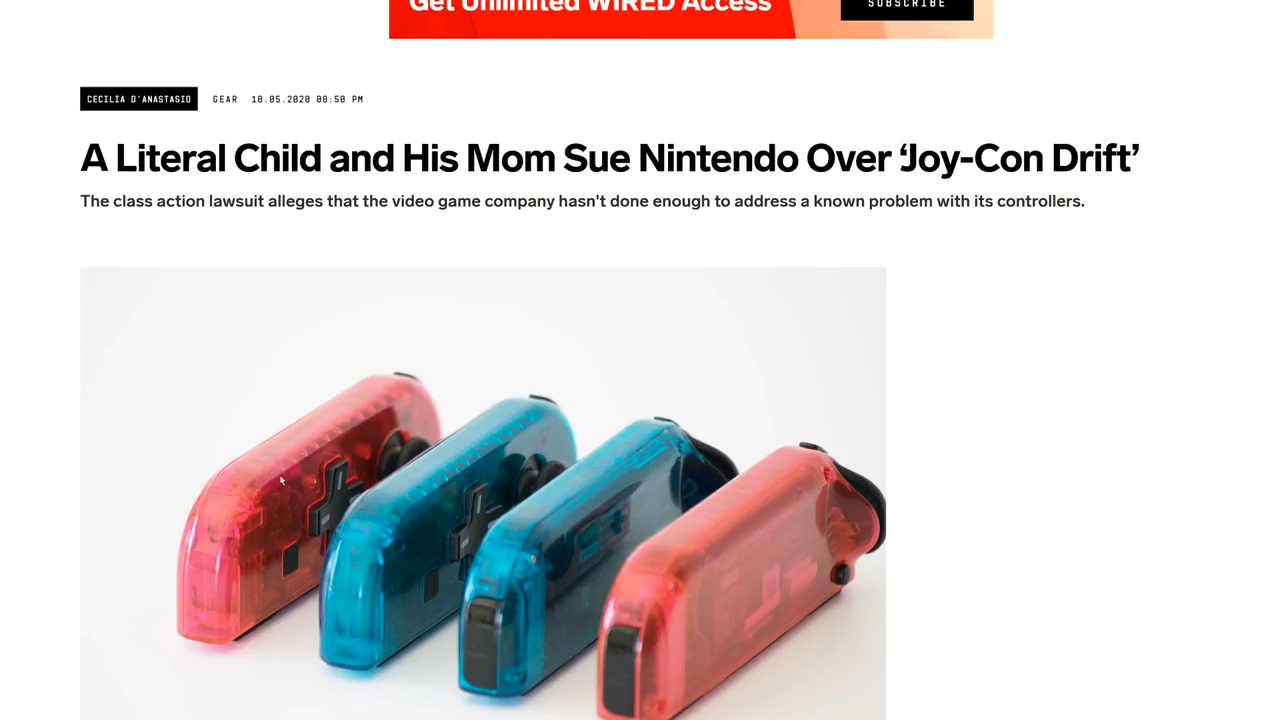 Get Unlimited WIRED Access
SUBSCRIBE
CECILIA D'ANASTASIO GEAR 10.05.2020 08:50 PM
A Literal Child and His Mom Sue Nintendo Over ‘Joy-Con Drift’
The class action lawsuit alleges that the video game company hasn't done enough to address a known problem with its controllers.